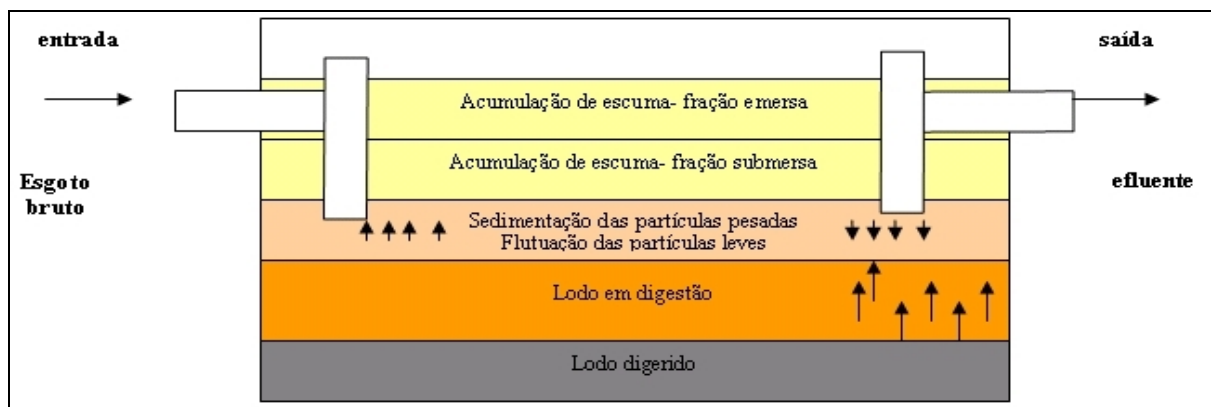 entrada
saída
Acumulação de escuma- fração emersa
Acumulação de escuma- fração submersa
Esgoto
bruto
efluente
Sedimentação das partículas pesadas
Flutuação das partículas leves
Lodo em digestão
Lodo digerido